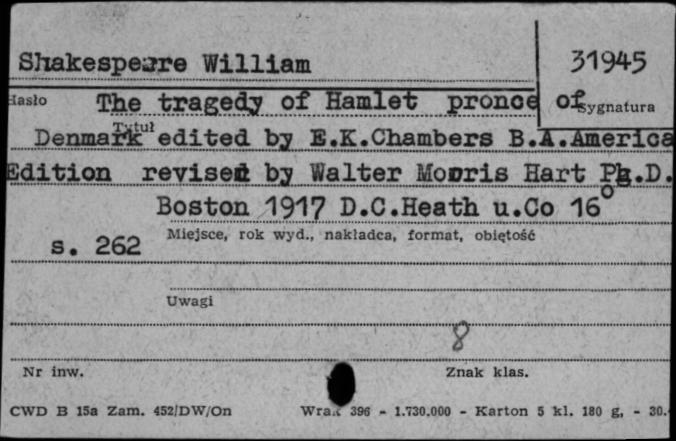 Shakespeare William
31945
Hasło The tragedy of Hamlet pronce of Sygnatura
Tytuł
Denmark edited by E.K.Chambers B.A.America
Edition revised by Walter Morris Hart Ph.D.
Boston 1917 D.C.Heath u.Co 16°
s. 262 Miejsce, rok wyd., nakładca, format, objętość
Uwagi
8
Nr inw. Znak klas.
CWD B 15a Zam. 452/DW/On 396 - 1.730.000 - Karton 5 kl. 180 g. - 30.